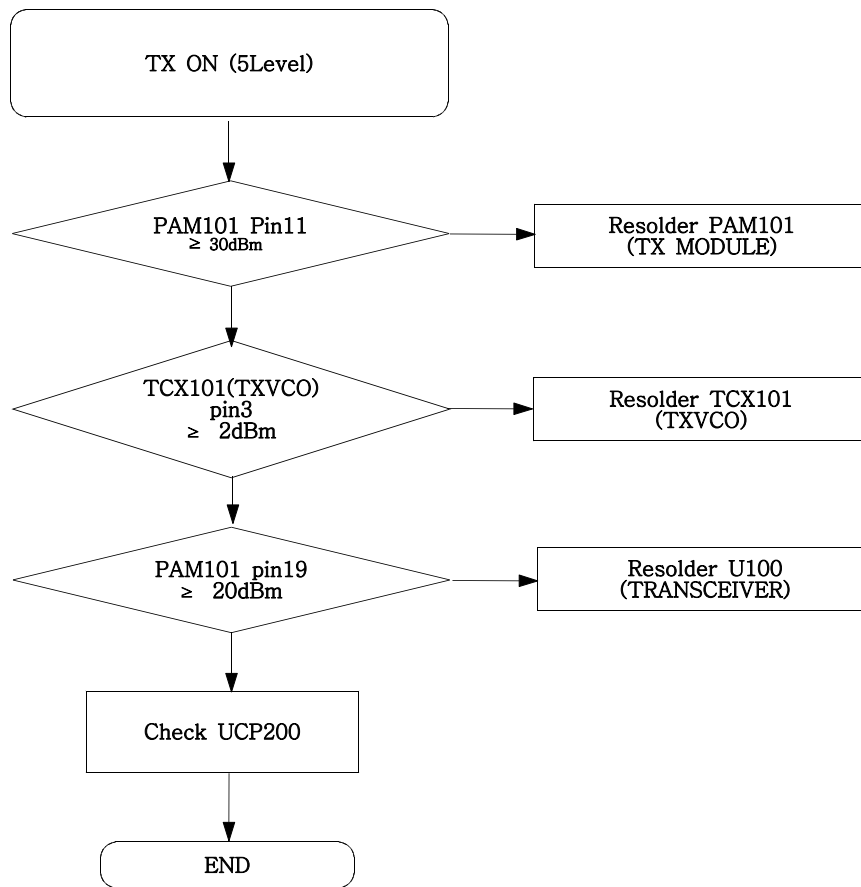 TX ON (5Level)
PAM101 Pin11
≥ 30dBm
Resolder PAM101
(TX MODULE)
TCX101(TXVCO)
pin3
≥ 2dBm
Resolder TCX101
(TXVCO)
PAM101 pin19
≥ 20dBm
Resolder U100
(TRANSCEIVER)
Check UCP200
END